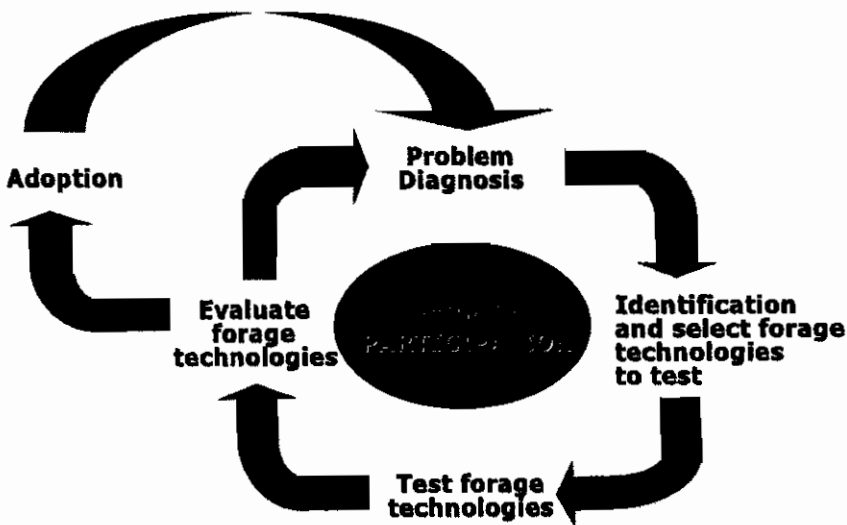 Problem
Diagnosis
Adoption
Identification
and select forage
technologies
to test
Evaluate
forage
technologies
Test forage
technologies